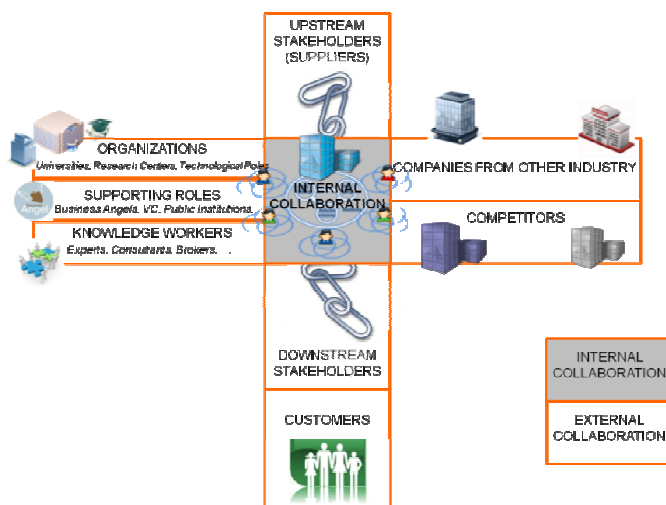 UPSTREAM
STAKEHOLDERS
(SUPPLIERS)
ORGANIZATIONS
Universities, Research Centers, Technological Poles
SUPPORTING ROLES
Business Angels, VC, Public Institutions
Angel
KNOWLEDGE WORKERS
Experts, Consultants, Brokers, ...
INTERNAL
COLLABORATION
COMPANIES FROM OTHER INDUSTRY
COMPETITORS
DOWNSTREAM
STAKEHOLDERS
CUSTOMERS
INTERNAL
COLLABORATION
EXTERNAL
COLLABORATION